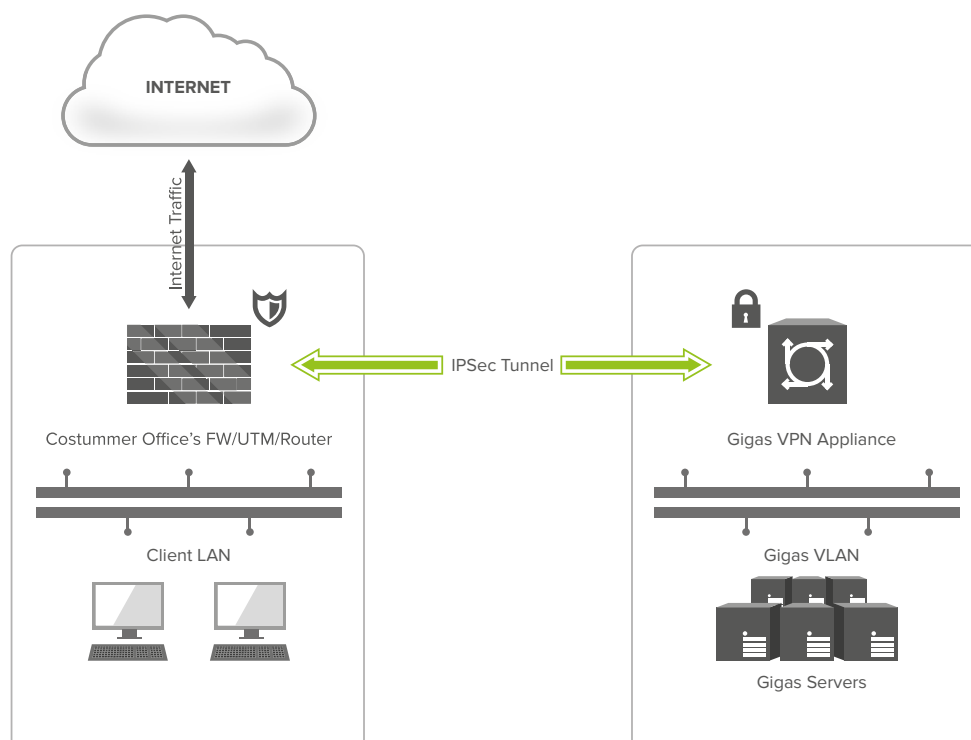 INTERNET
Internet Traffic
IPSec Tunnel
Costummer Office's FW/UTM/Router
Gigas VPN Appliance
Client LAN
Gigas VLAN
Gigas Servers